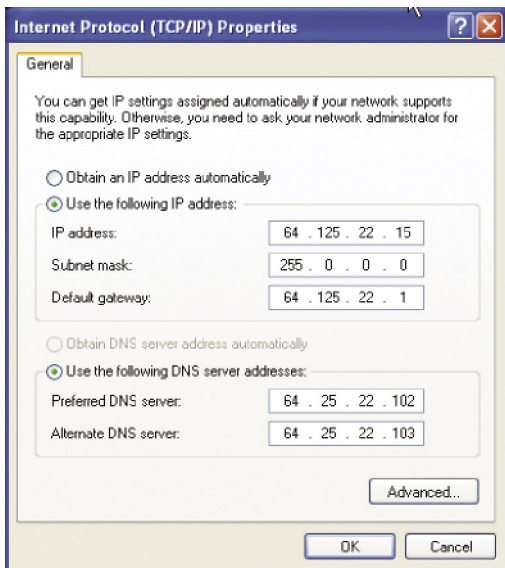 Internet Protocol (TCP/IP) Properties
General
You can get IP settings assigned automatically if your network supports
this capability. Otherwise, you need to ask your network administrator for
the appropriate IP settings.
Obtain an IP address automatically
Use the following IP address:
IP address: 64 . 125 . 22 . 15
Subnet mask: 255 . 0 . 0 . 0
Default gateway: 64 . 125 . 22 . 1
Obtain DNS server address automatically
Use the following DNS server addresses:
Preferred DNS server: 64 . 25 . 22 . 102
Alternate DNS server: 64 . 25 . 22 . 103
Advanced...
OK Cancel